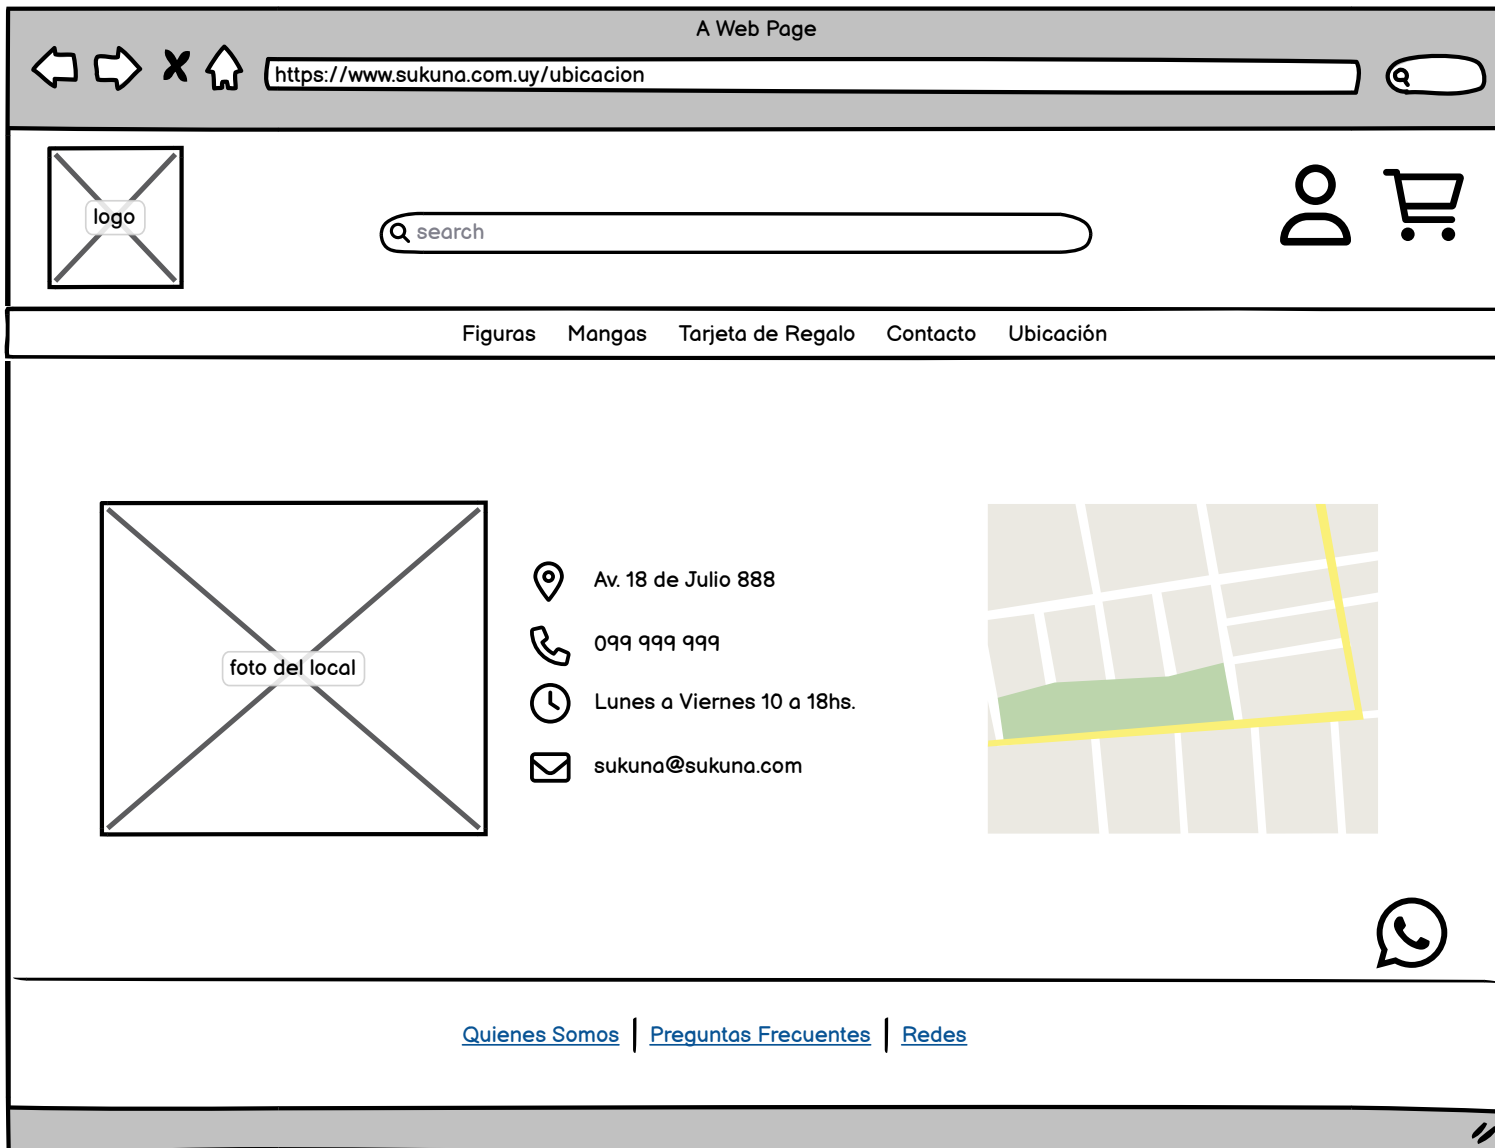 A Web Page
https://www.sukuna.com.uy/ubicacion
logo
search
Figuras Mangas Tarjeta de Regalo Contacto Ubicación
foto del local
Av. 18 de Julio 888
099 999 999
Lunes a Viernes 10 a 18hs.
sukuna@sukuna.com
Quienes Somos Preguntas Frecuentes Redes